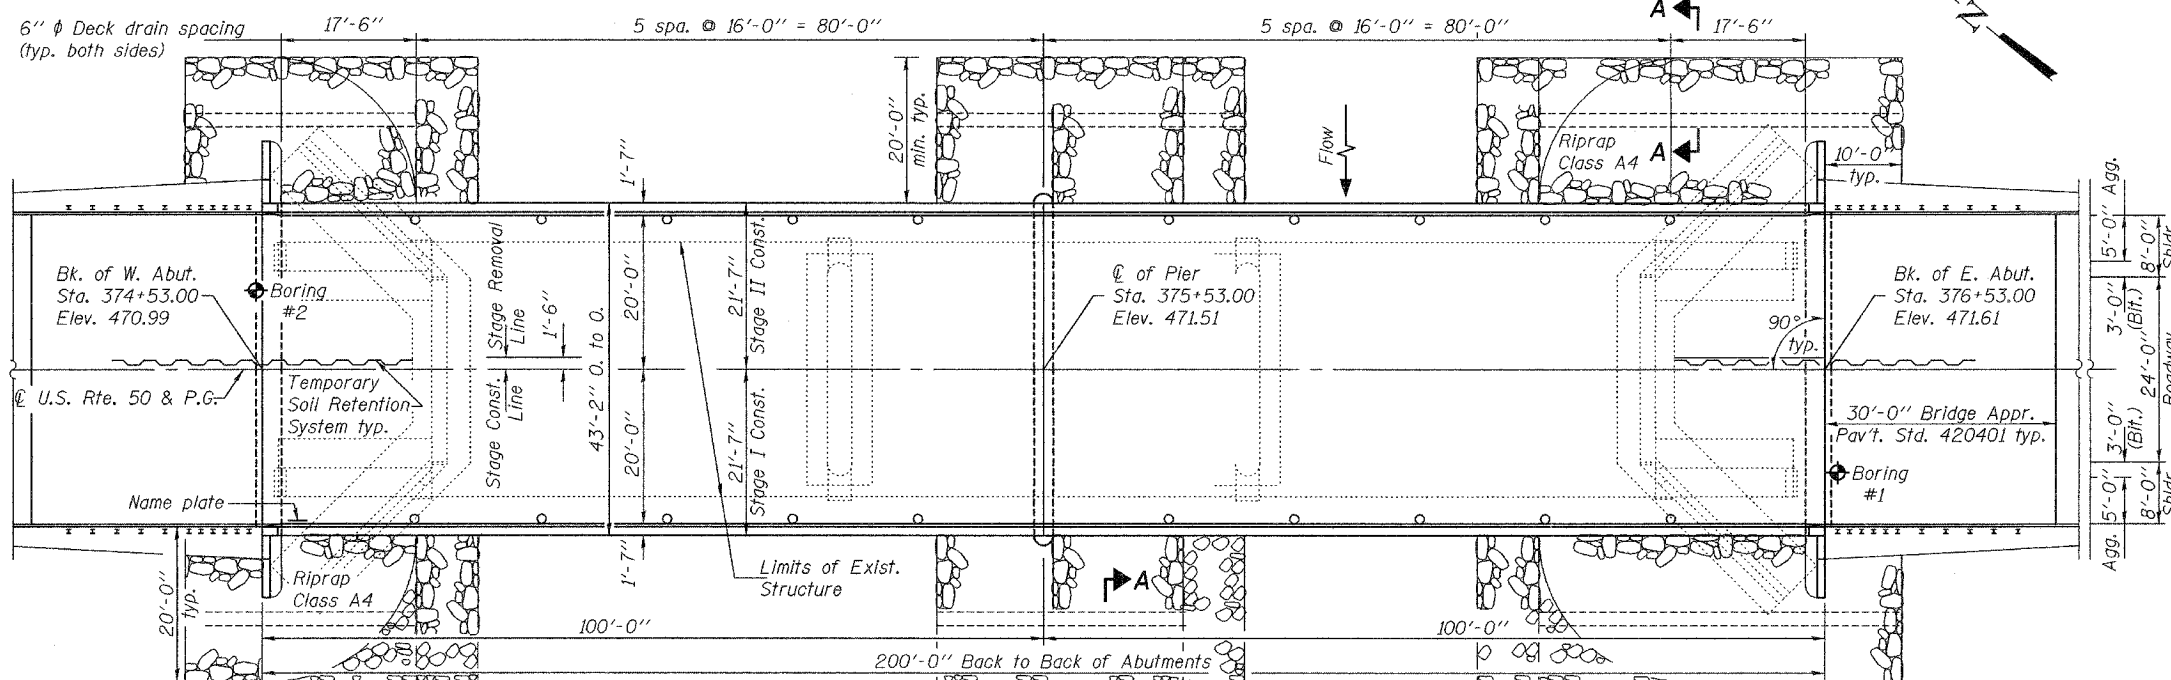 6'' ϕ Deck drain spacing
(typ. both sides)
17'-6''
5 spa. @ 16'-0'' = 80'-0''
5 spa. @ 16'-0'' = 80'-0''
A
17'-6''
N
20'-0''
min. typ.
Flow
Riprap
Class A4
A
10'-0''
typ.
1'-7''
5'-0'' Agg.
8'-0''
Shldr.
3'-0''
(Bit.)
24'-0''
Roadway
3'-0''
(Bit.)
5'-0''
Agg.
8'-0''
Shldr.
Bk. of W. Abut.
Sta. 374+53.00
Elev. 470.99
Boring
#2
Stage Removal
Line
1'-6''
20'-0''
21'-7''
Stage II Const.
℄ of Pier
Sta. 375+53.00
Elev. 471.51
90°
typ.
Bk. of E. Abut.
Sta. 376+53.00
Elev. 471.61
℄ U.S. Rte. 50 & P.G.
Temporary
Soil Retention
System typ.
Stage Const.
Line
43'-2'' O. to O.
20'-0''
21'-7''
Stage I Const.
30'-0'' Bridge Appr.
Pav't. Std. 420401 typ.
Boring
#1
Name plate
20'-0''
typ.
Riprap
Class A4
1'-7''
Limits of Exist.
Structure
A
100'-0''
100'-0''
200'-0'' Back to Back of Abutments